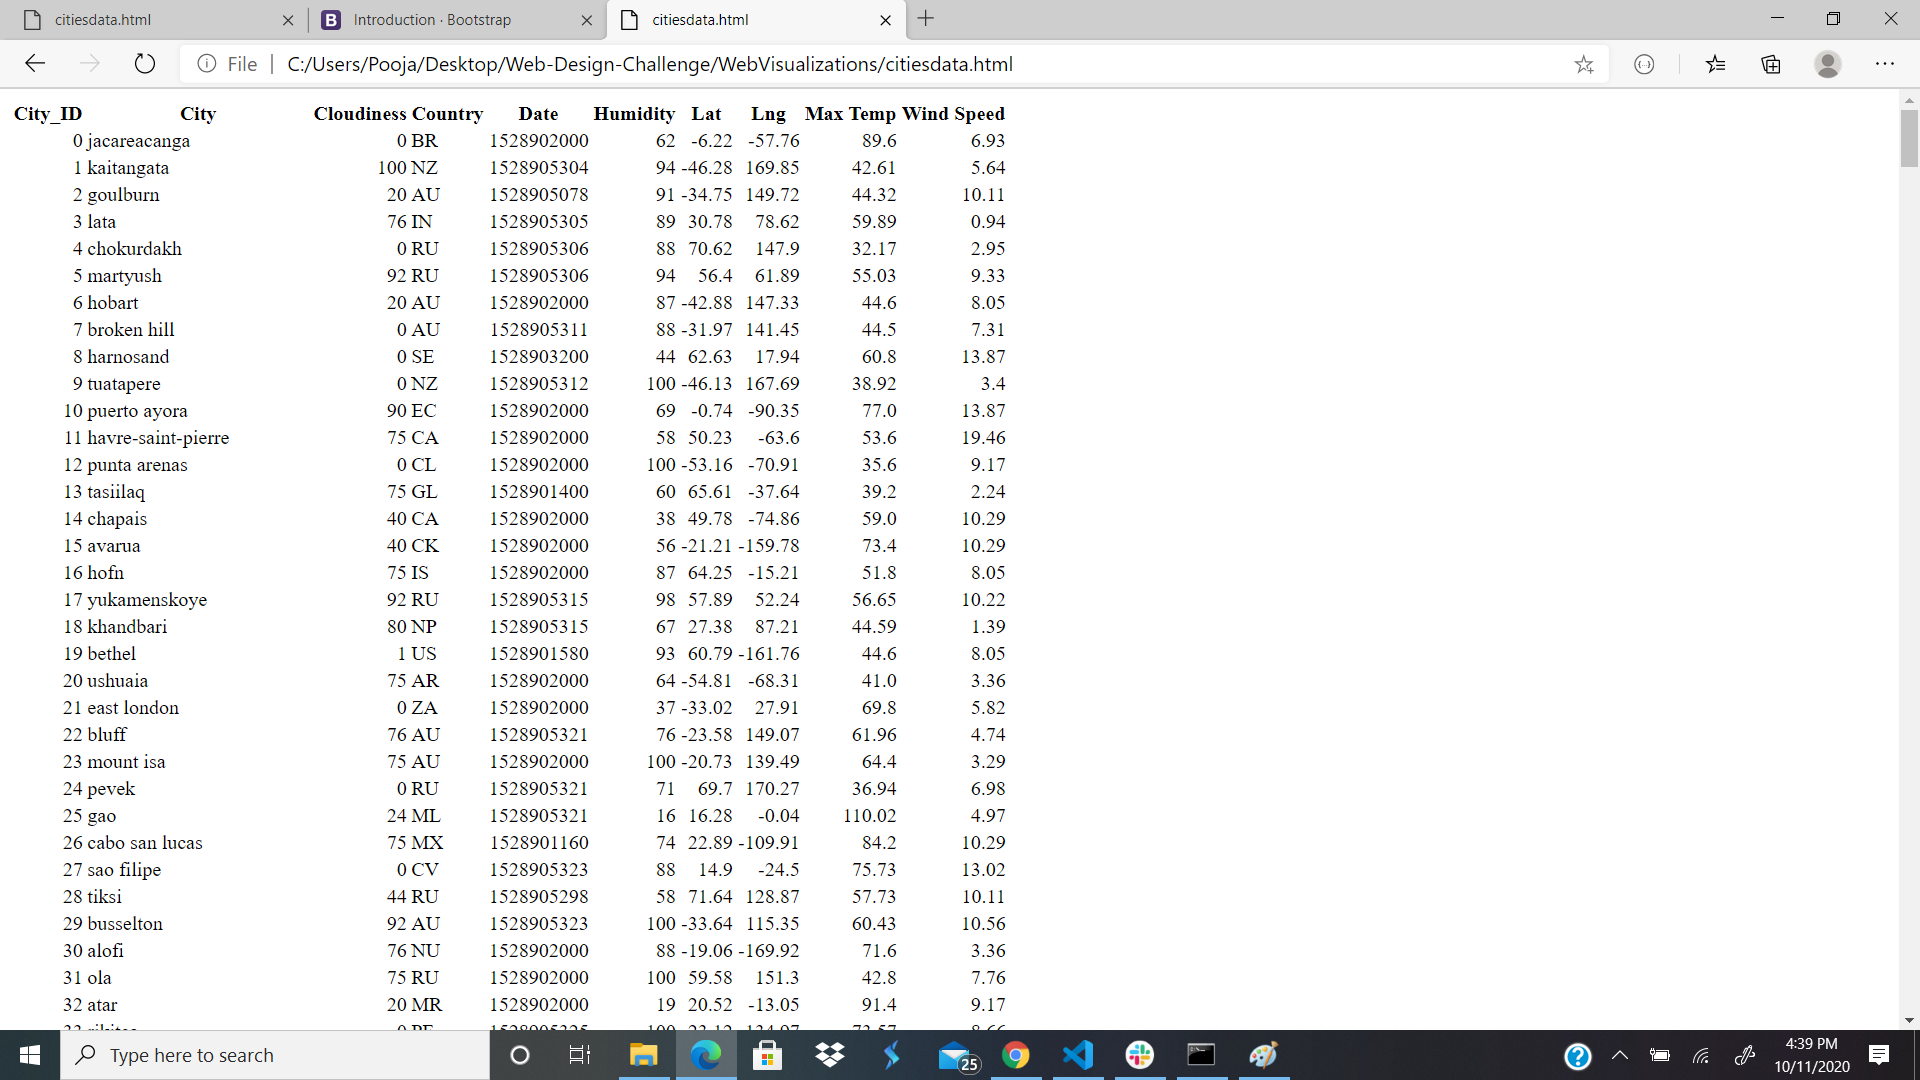 citiesdata.html
Introduction · Bootstrap
citiesdata.html
File | C:/Users/Pooja/Desktop/Web-Design-Challenge/WebVisualizations/citiesdata.html
City_ID City Cloudiness Country Date Humidity Lat Lng Max Temp Wind Speed
0 jacareacanga 0 BR 1528902000 62 -6.22 -57.76 89.6 6.93
1 kaitangata 100 NZ 1528905304 94 -46.28 169.85 42.61 5.64
2 goulburn 20 AU 1528905078 91 -34.75 149.72 44.32 10.11
3 lata 76 IN 1528905305 89 30.78 78.62 59.89 0.94
4 chokurdakh 0 RU 1528905306 88 70.62 147.9 32.17 2.95
5 martyush 92 RU 1528905306 94 56.4 61.89 55.03 9.33
6 hobart 20 AU 1528902000 87 -42.88 147.33 44.6 8.05
7 broken hill 0 AU 1528905311 88 -31.97 141.45 44.5 7.31
8 harnosand 0 SE 1528903200 44 62.63 17.94 60.8 13.87
9 tuatapere 0 NZ 1528905312 100 -46.13 167.69 38.92 3.4
10 puerto ayora 90 EC 1528902000 69 -0.74 -90.35 77.0 13.87
11 havre-saint-pierre 75 CA 1528902000 58 50.23 -63.6 53.6 19.46
12 punta arenas 0 CL 1528902000 100 -53.16 -70.91 35.6 9.17
13 tasiilaq 75 GL 1528901400 60 65.61 -37.64 39.2 2.24
14 chapais 40 CA 1528902000 38 49.78 -74.86 59.0 10.29
15 avarua 40 CK 1528902000 56 -21.21 -159.78 73.4 10.29
16 hofn 75 IS 1528902000 87 64.25 -15.21 51.8 8.05
17 yukamenskoye 92 RU 1528905315 98 57.89 52.24 56.65 10.22
18 khandbari 80 NP 1528905315 67 27.38 87.21 44.59 1.39
19 bethel 1 US 1528901580 93 60.79 -161.76 44.6 8.05
20 ushuaia 75 AR 1528902000 64 -54.81 -68.31 41.0 3.36
21 east london 0 ZA 1528902000 37 -33.02 27.91 69.8 5.82
22 bluff 76 AU 1528905321 76 -23.58 149.07 61.96 4.74
23 mount isa 75 AU 1528902000 100 -20.73 139.49 64.4 3.29
24 pevek 0 RU 1528905321 71 69.7 170.27 36.94 6.98
25 gao 24 ML 1528905321 16 16.28 -0.04 110.02 4.97
26 cabo san lucas 75 MX 1528901160 74 22.89 -109.91 84.2 10.29
27 sao filipe 0 CV 1528905323 88 14.9 -24.5 75.73 13.02
28 tiksi 44 RU 1528905298 58 71.64 128.87 57.73 10.11
29 busselton 92 AU 1528905323 100 -33.64 115.35 60.43 10.56
30 alofi 76 NU 1528902000 88 -19.06 -169.92 71.6 3.36
31 ola 75 RU 1528902000 100 59.58 151.3 42.8 7.76
32 atar 20 MR 1528902000 19 20.52 -13.05 91.4 9.17
Type here to search
25
4:39 PM
10/11/2020